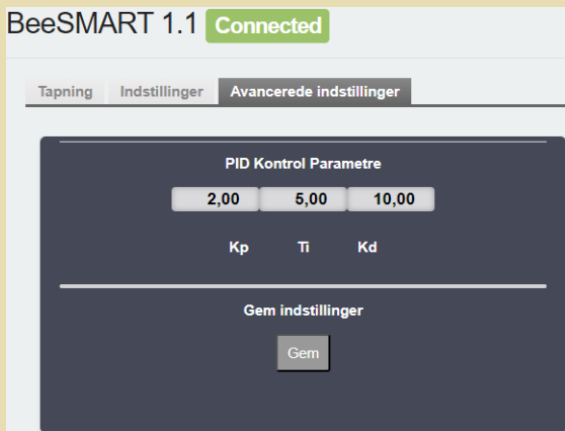 BeeSMART 1.1 Connected
Tapning Indstillinger Avancerede indstillinger
PID Kontrol Parametre
2,00 5,00 10,00
Kp Ti Kd
Gem indstillinger
Gem